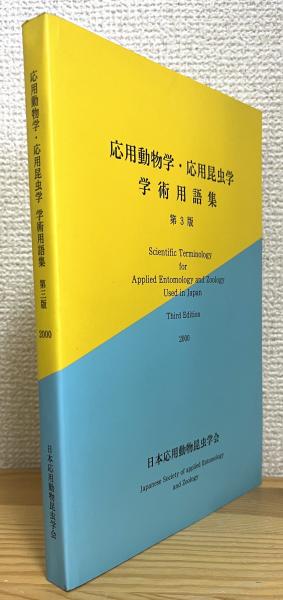 応用動物学・応用昆虫学
学術用語集
第3版
Scientific Terminology
for
Applied Entomology and Zoology
Used in Japan
Third Edition
2000
日本応用動物昆虫学会
Japanese Society of applied Entomology
and Zoology
応用動物学・応用昆虫学 学術用語集 第三版 2000 日本応用動物昆虫学会